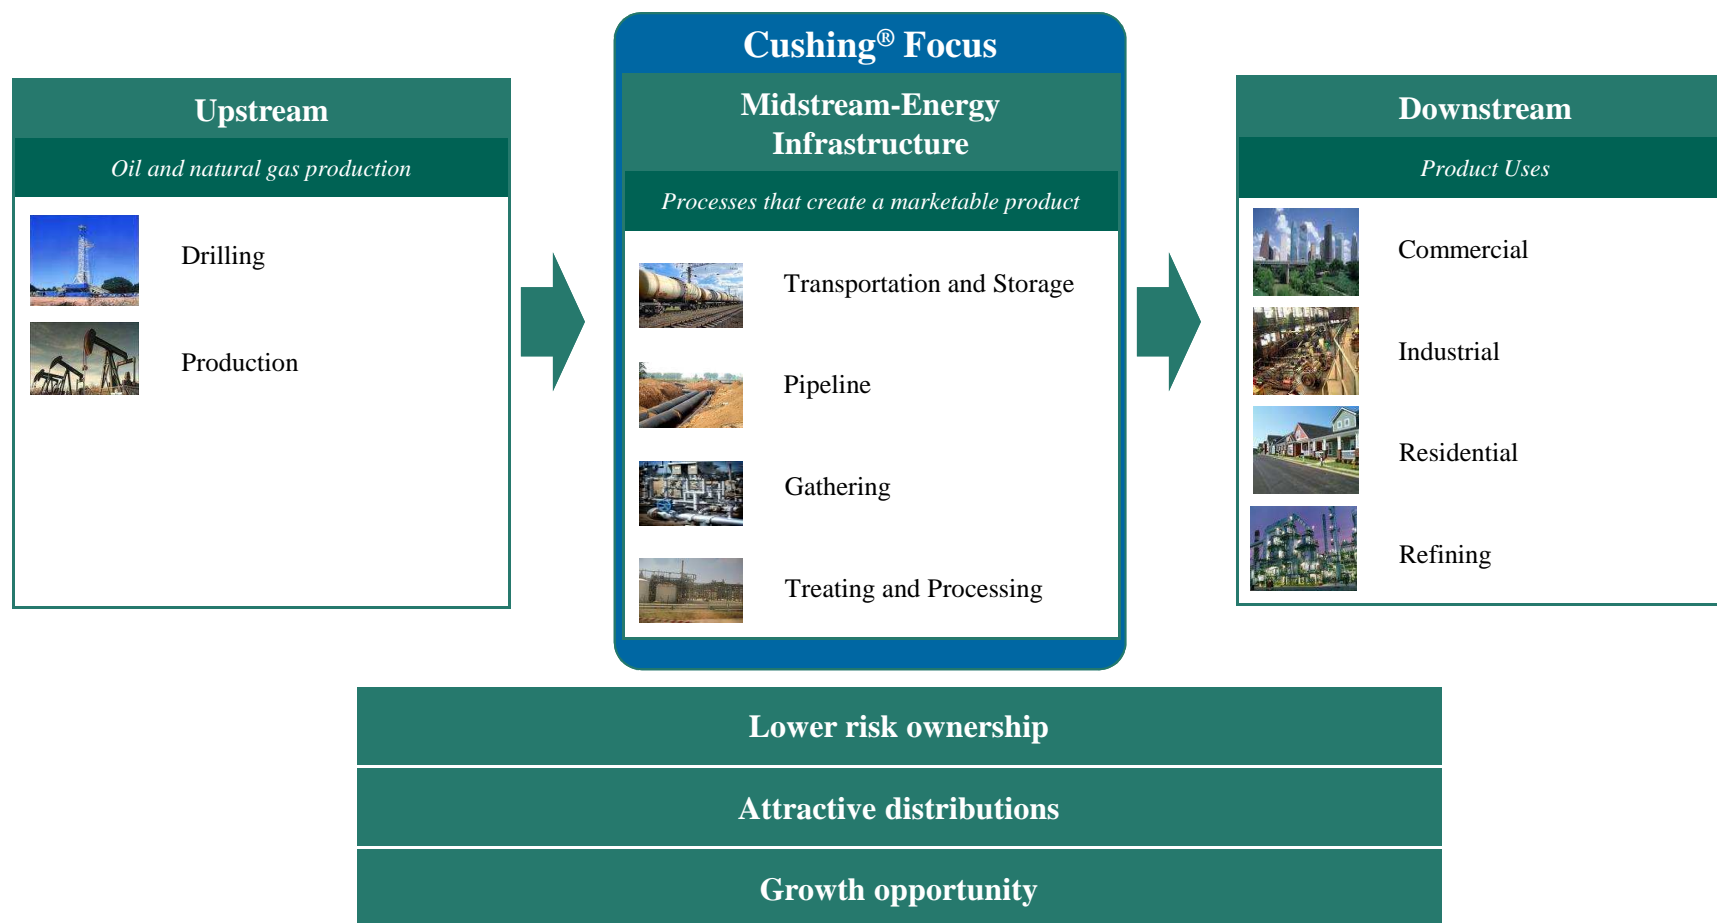 Upstream
Oil and natural gas production
Drilling
Production
Cushing® Focus
Midstream-Energy
Infrastructure
Processes that create a marketable product
Transportation and Storage
Pipeline
Gathering
Treating and Processing
Downstream
Product Uses
Commercial
Industrial
Residential
Refining
Lower risk ownership
Attractive distributions
Growth opportunity